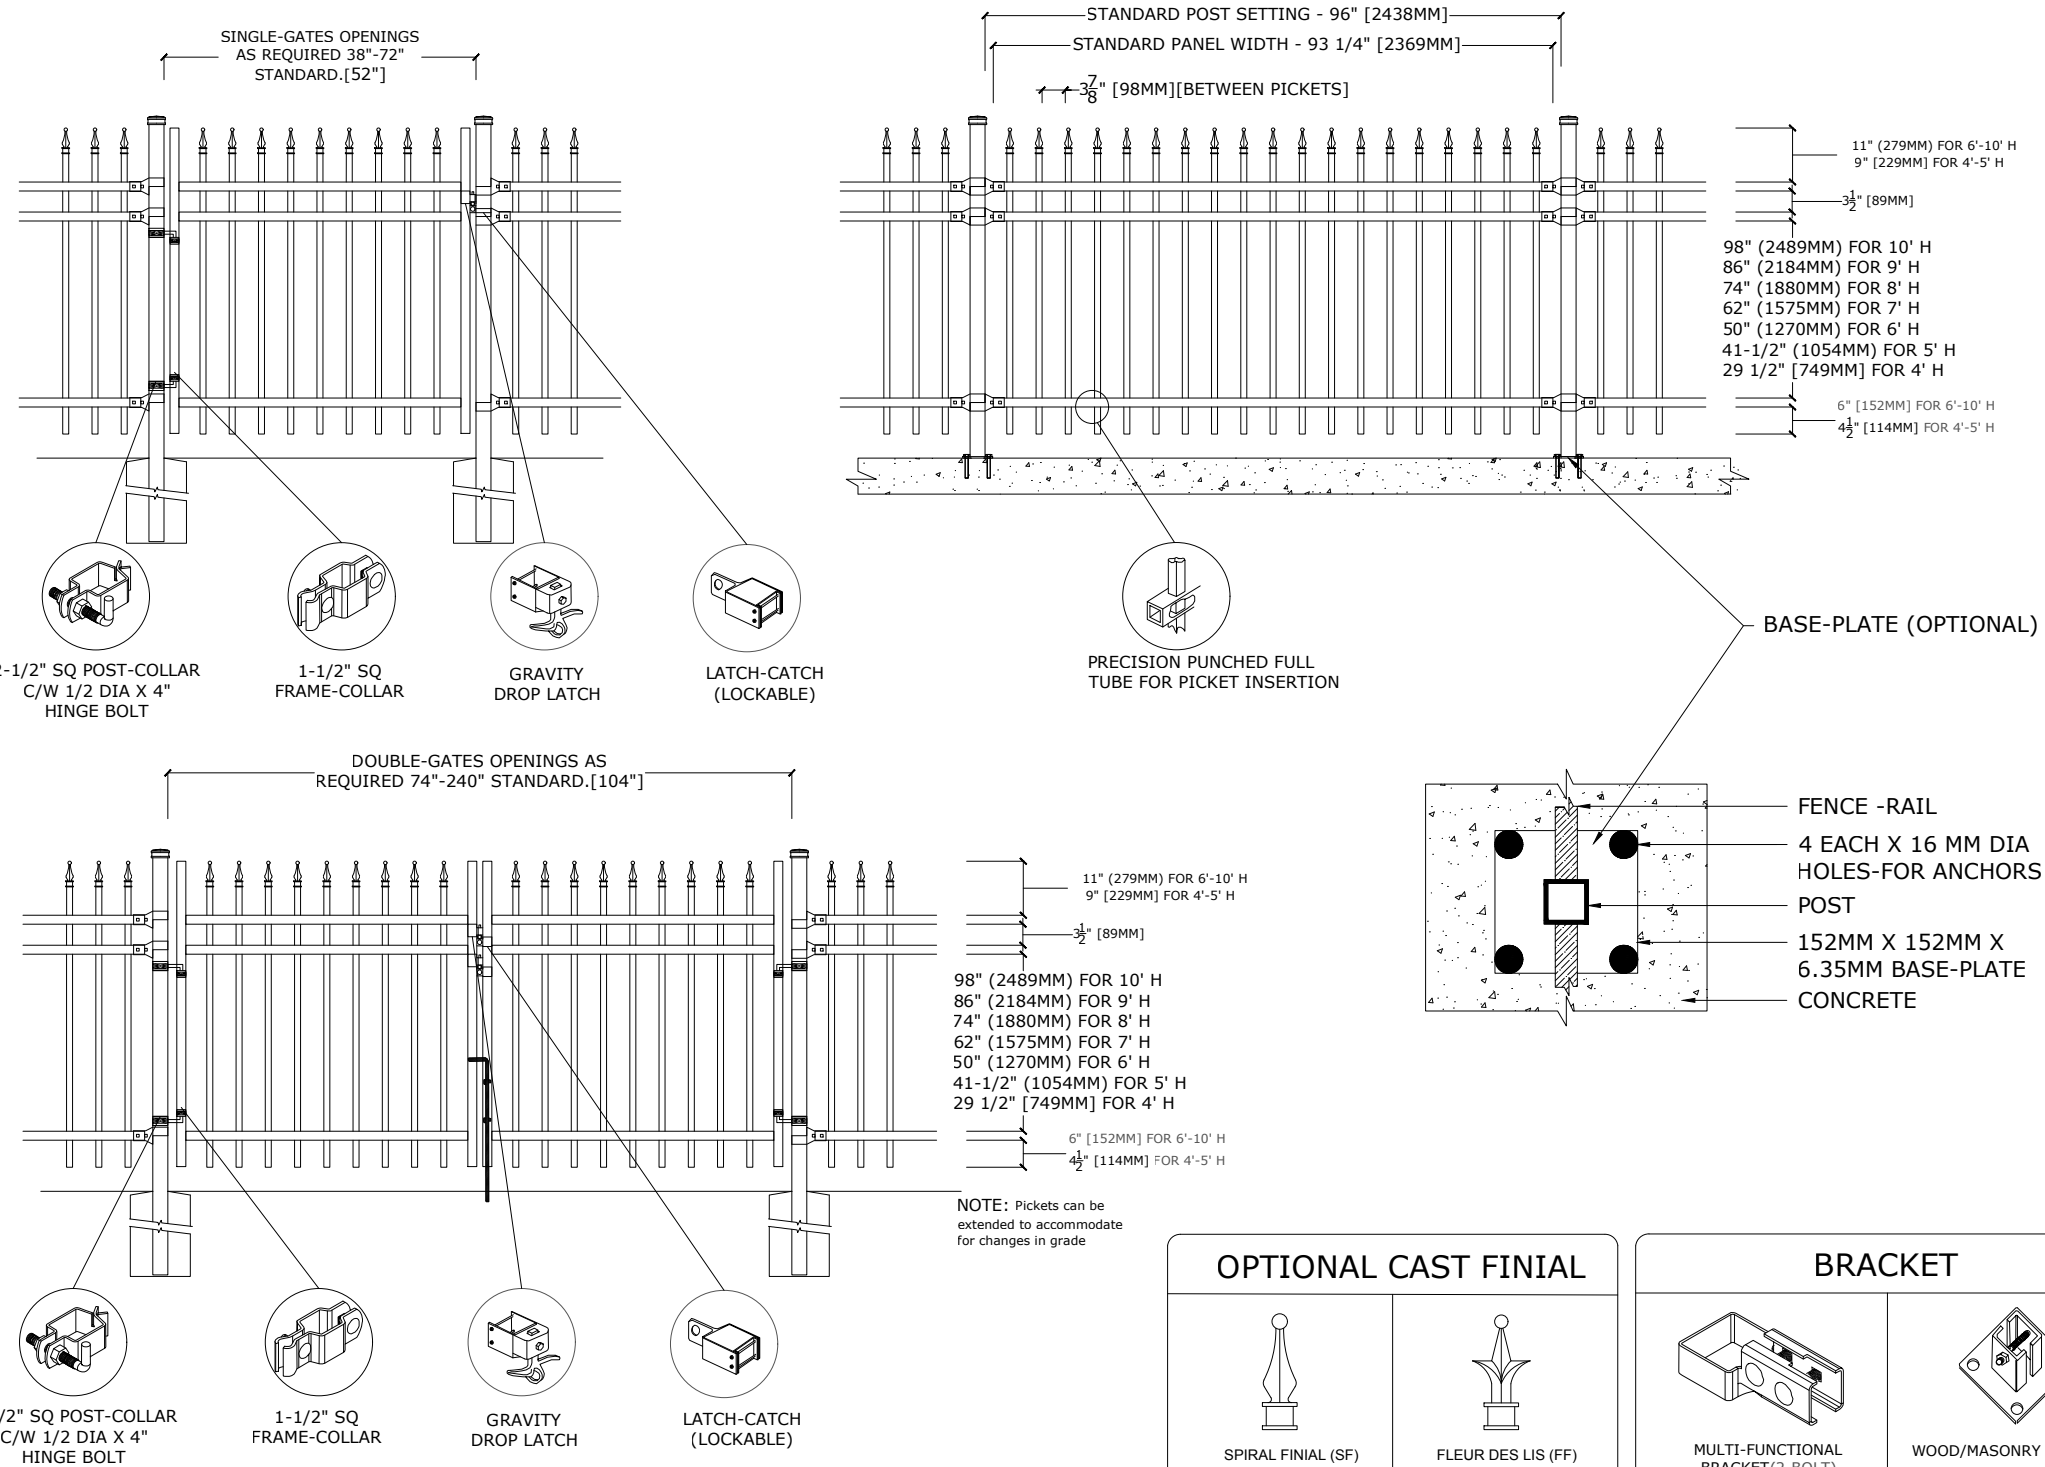 SINGLE-GATES OPENINGS
AS REQUIRED 38"-72"
STANDARD.[52"]
STANDARD POST SETTING - 96" [2438MM]
STANDARD PANEL WIDTH - 93 1/4" [2369MM]
3 7/8" [98MM][BETWEEN PICKETS]
11" (279MM) FOR 6'-10' H
9" [229MM] FOR 4'-5' H
3 1/2" [89MM]
98" (2489MM) FOR 10' H
86" (2184MM) FOR 9' H
74" (1880MM) FOR 8' H
62" (1575MM) FOR 7' H
50" (1270MM) FOR 6' H
41-1/2" (1054MM) FOR 5' H
29 1/2" [749MM] FOR 4' H
6" [152MM] FOR 6'-10' H
4 1/2" [114MM] FOR 4'-5' H
2-1/2" SQ POST-COLLAR
C/W 1/2 DIA X 4"
HINGE BOLT
1-1/2" SQ
FRAME-COLLAR
GRAVITY
DROP LATCH
LATCH-CATCH
(LOCKABLE)
PRECISION PUNCHED FULL
TUBE FOR PICKET INSERTION
BASE-PLATE (OPTIONAL)
FENCE -RAIL
4 EACH X 16 MM DIA
HOLES-FOR ANCHORS
POST
152MM X 152MM X
6.35MM BASE-PLATE
CONCRETE
DOUBLE-GATES OPENINGS AS
REQUIRED 74"-240" STANDARD.[104"]
11" (279MM) FOR 6'-10' H
9" [229MM] FOR 4'-5' H
3 1/2" [89MM]
98" (2489MM) FOR 10' H
86" (2184MM) FOR 9' H
74" (1880MM) FOR 8' H
62" (1575MM) FOR 7' H
50" (1270MM) FOR 6' H
41-1/2" (1054MM) FOR 5' H
29 1/2" [749MM] FOR 4' H
6" [152MM] FOR 6'-10' H
4 1/2" [114MM] FOR 4'-5' H
NOTE: Pickets can be
extended to accommodate
for changes in grade
/2" SQ POST-COLLAR
C/W 1/2 DIA X 4"
HINGE BOLT
1-1/2" SQ
FRAME-COLLAR
GRAVITY
DROP LATCH
LATCH-CATCH
(LOCKABLE)
OPTIONAL CAST FINIAL
SPIRAL FINIAL (SF)
FLEUR DES LIS (FF)
BRACKET
MULTI-FUNCTIONAL
BRACKET(2 BOLT)
WOOD/MASONRY